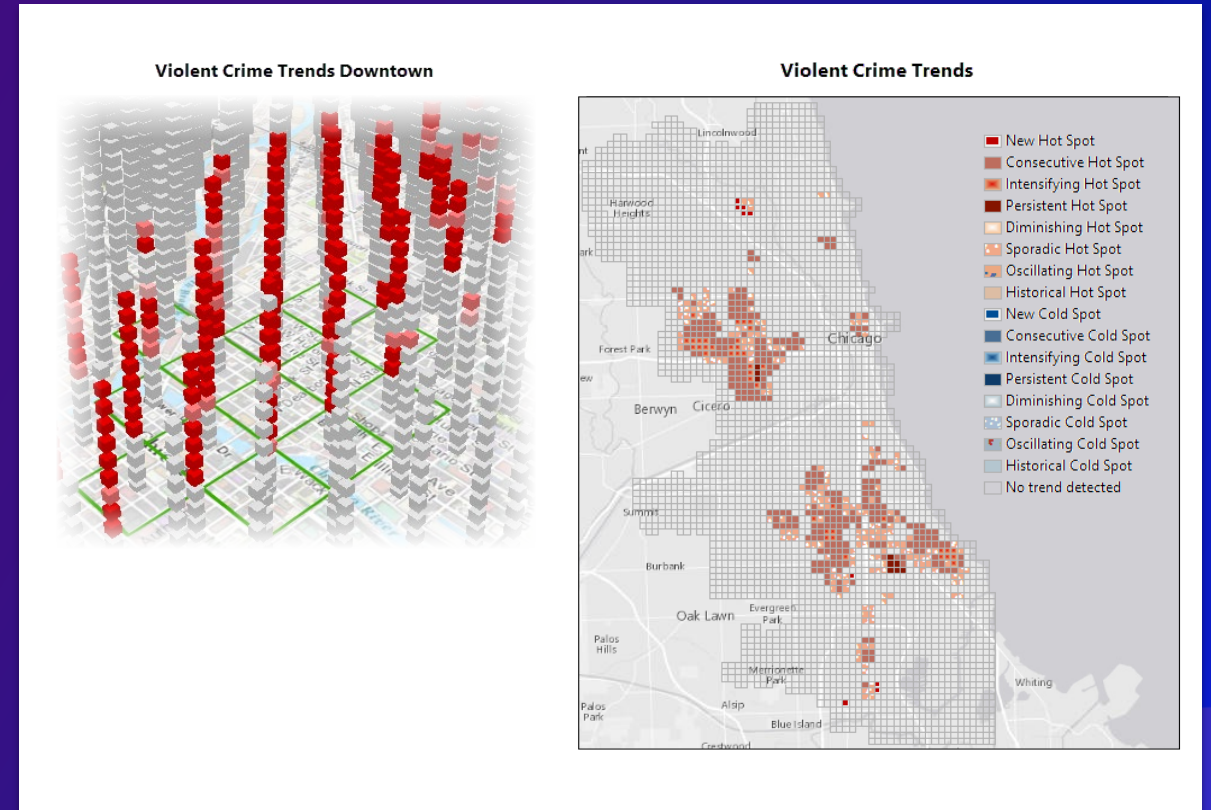 Violent Crime Trends Downtown
Violent Crime Trends
Lincolnwood
nt
Harwood
Heights
ark
Forest Park
Chicago
ew
Berwyn
Cicero
Summit
Burbank
Oak Lawn
Evergreen
Park
Palos
Hills
Merrionette
Park
Whiting
Palos
Park
Alsip
Blue Island
Crestwood
New Hot Spot
Consecutive Hot Spot
Intensifying Hot Spot
Persistent Hot Spot
Diminishing Hot Spot
Sporadic Hot Spot
Oscillating Hot Spot
Historical Hot Spot
New Cold Spot
Consecutive Cold Spot
Intensifying Cold Spot
Persistent Cold Spot
Diminishing Cold Spot
Sporadic Cold Spot
Oscillating Cold Spot
Historical Cold Spot
No trend detected